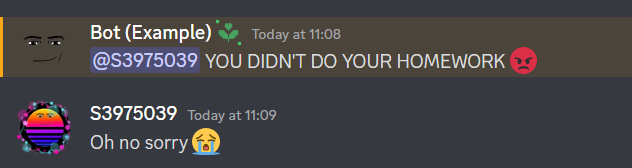 Bot (Example) Today at 11:08
@S3975039 YOU DIDN'T DO YOUR HOMEWORK 😡
S3975039 Today at 11:09
Oh no sorry 😭